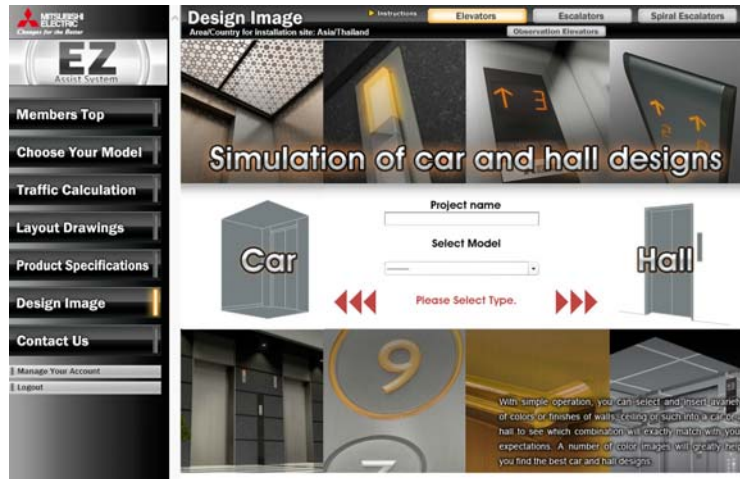 MITSUBISHI
ELECTRIC
Changes for the Better
EZ
Assist System
Members Top
Choose Your Model
Traffic Calculation
Layout Drawings
Product Specifications
Design Image
Contact Us
Manage Your Account
Logout
Design Image
Instructions
Elevators
Escalators
Spiral Escalators
Area/Country for installation site: Asia/Thailand
Observation Elevators
3
Simulation of car and hall designs
Project name
Select Model
Car
Hall
Please Select Type.
9
7
With simple operation, you can select and insert a variet
of colors or finishes of walls, ceiling or such into a car or
hall to see which combination will exactly match with you
expectations. A number of color images will greatly help
you find the best car and hall designs.